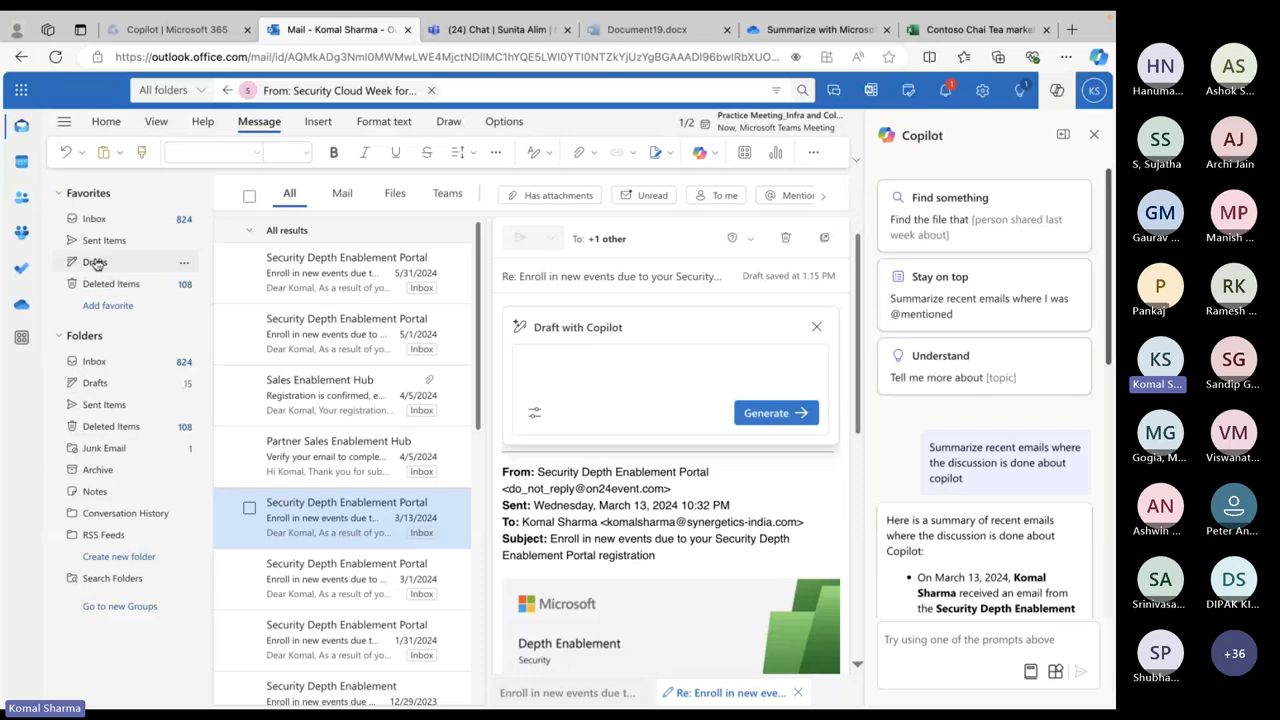 Copilot | Microsoft 365
Mail - Komal Sharma - O
(24) Chat | Sunita Alim |
Document19.docx
Summarize with Microso
Contoso Chai Tea market
https://outlook.office.com/mail/id/
All folders
From: Security Cloud Week for...
1
KS
Home
View
Help
Message
Insert
Format text
Draw
Options
1/2
Practice Meeting_Infra and Col...
Now, Microsoft Teams Meeting
B
I
U
Favorites
Inbox 824
Sent Items
Drafts
Deleted Items 108
Add favorite
Folders
Inbox 824
Drafts 15
Sent Items
Deleted Items 108
Junk Email 1
Archive
Notes
Conversation History
RSS Feeds
Create new folder
Search Folders
Go to new Groups
All
Mail
Files
Teams
Has attachments
Unread
To me
Mentio
All results
Security Depth Enablement Portal
Enroll in new events due t... 5/31/2024
Dear Komal, As a result of yo... Inbox
Security Depth Enablement Portal
Enroll in new events due t... 5/1/2024
Dear Komal, As a result of yo... Inbox
Sales Enablement Hub
Registration is confirmed, e... 4/5/2024
Dear Komal, Your registration... Inbox
Partner Sales Enablement Hub
Verify your email to comple... 4/5/2024
Hi Komal, Thank you for sub... Inbox
Security Depth Enablement Portal
Enroll in new events due t... 3/13/2024
Dear Komal, As a result of yo... Inbox
Security Depth Enablement Portal
Enroll in new events due to ... 3/1/2024
Dear Komal, As a result of yo... Inbox
Security Depth Enablement Portal
Enroll in new events due t... 1/31/2024
Dear Komal, As a result of yo... Inbox
Security Depth Enablement
Enroll in new events due ... 12/29/2023
To: +1 other
Re: Enroll in new events due to your Security... Draft saved at 1:15 PM
Draft with Copilot
Generate
From: Security Depth Enablement Portal
<do_not_reply@on24event.com>
Sent: Wednesday, March 13, 2024 10:32 PM
To: Komal Sharma <komalsharma@synergetics-india.com>
Subject: Enroll in new events due to your Security Depth
Enablement Portal registration
Microsoft
Depth Enablement
Security
Enroll in new events due t...
Re: Enroll in new eve...
Copilot
Find something
Find the file that [person shared last
week about]
Stay on top
Summarize recent emails where I was
@mentioned
Understand
Tell me more about [topic]
Summarize recent emails where
the discussion is done about
copilot
Here is a summary of recent emails
where the discussion is done about
Copilot:
• On March 13, 2024, Komal
Sharma received an email from
the Security Depth Enablement
Try using one of the prompts above
HN
Hanuma...
AS
Ashok S...
SS
S, Sujatha
AJ
Archi Jain
GM
Gaurav ...
MP
Manish ...
P
Pankaj
RK
Ramesh ...
KS
Komal S...
SG
Sandip G...
MG
Gogia, M...
VM
Viswanat...
AN
Ashwin ...
Peter An...
SA
Srinivasa...
DS
DIPAK KI...
SP
Shubha...
+36
Komal Sharma